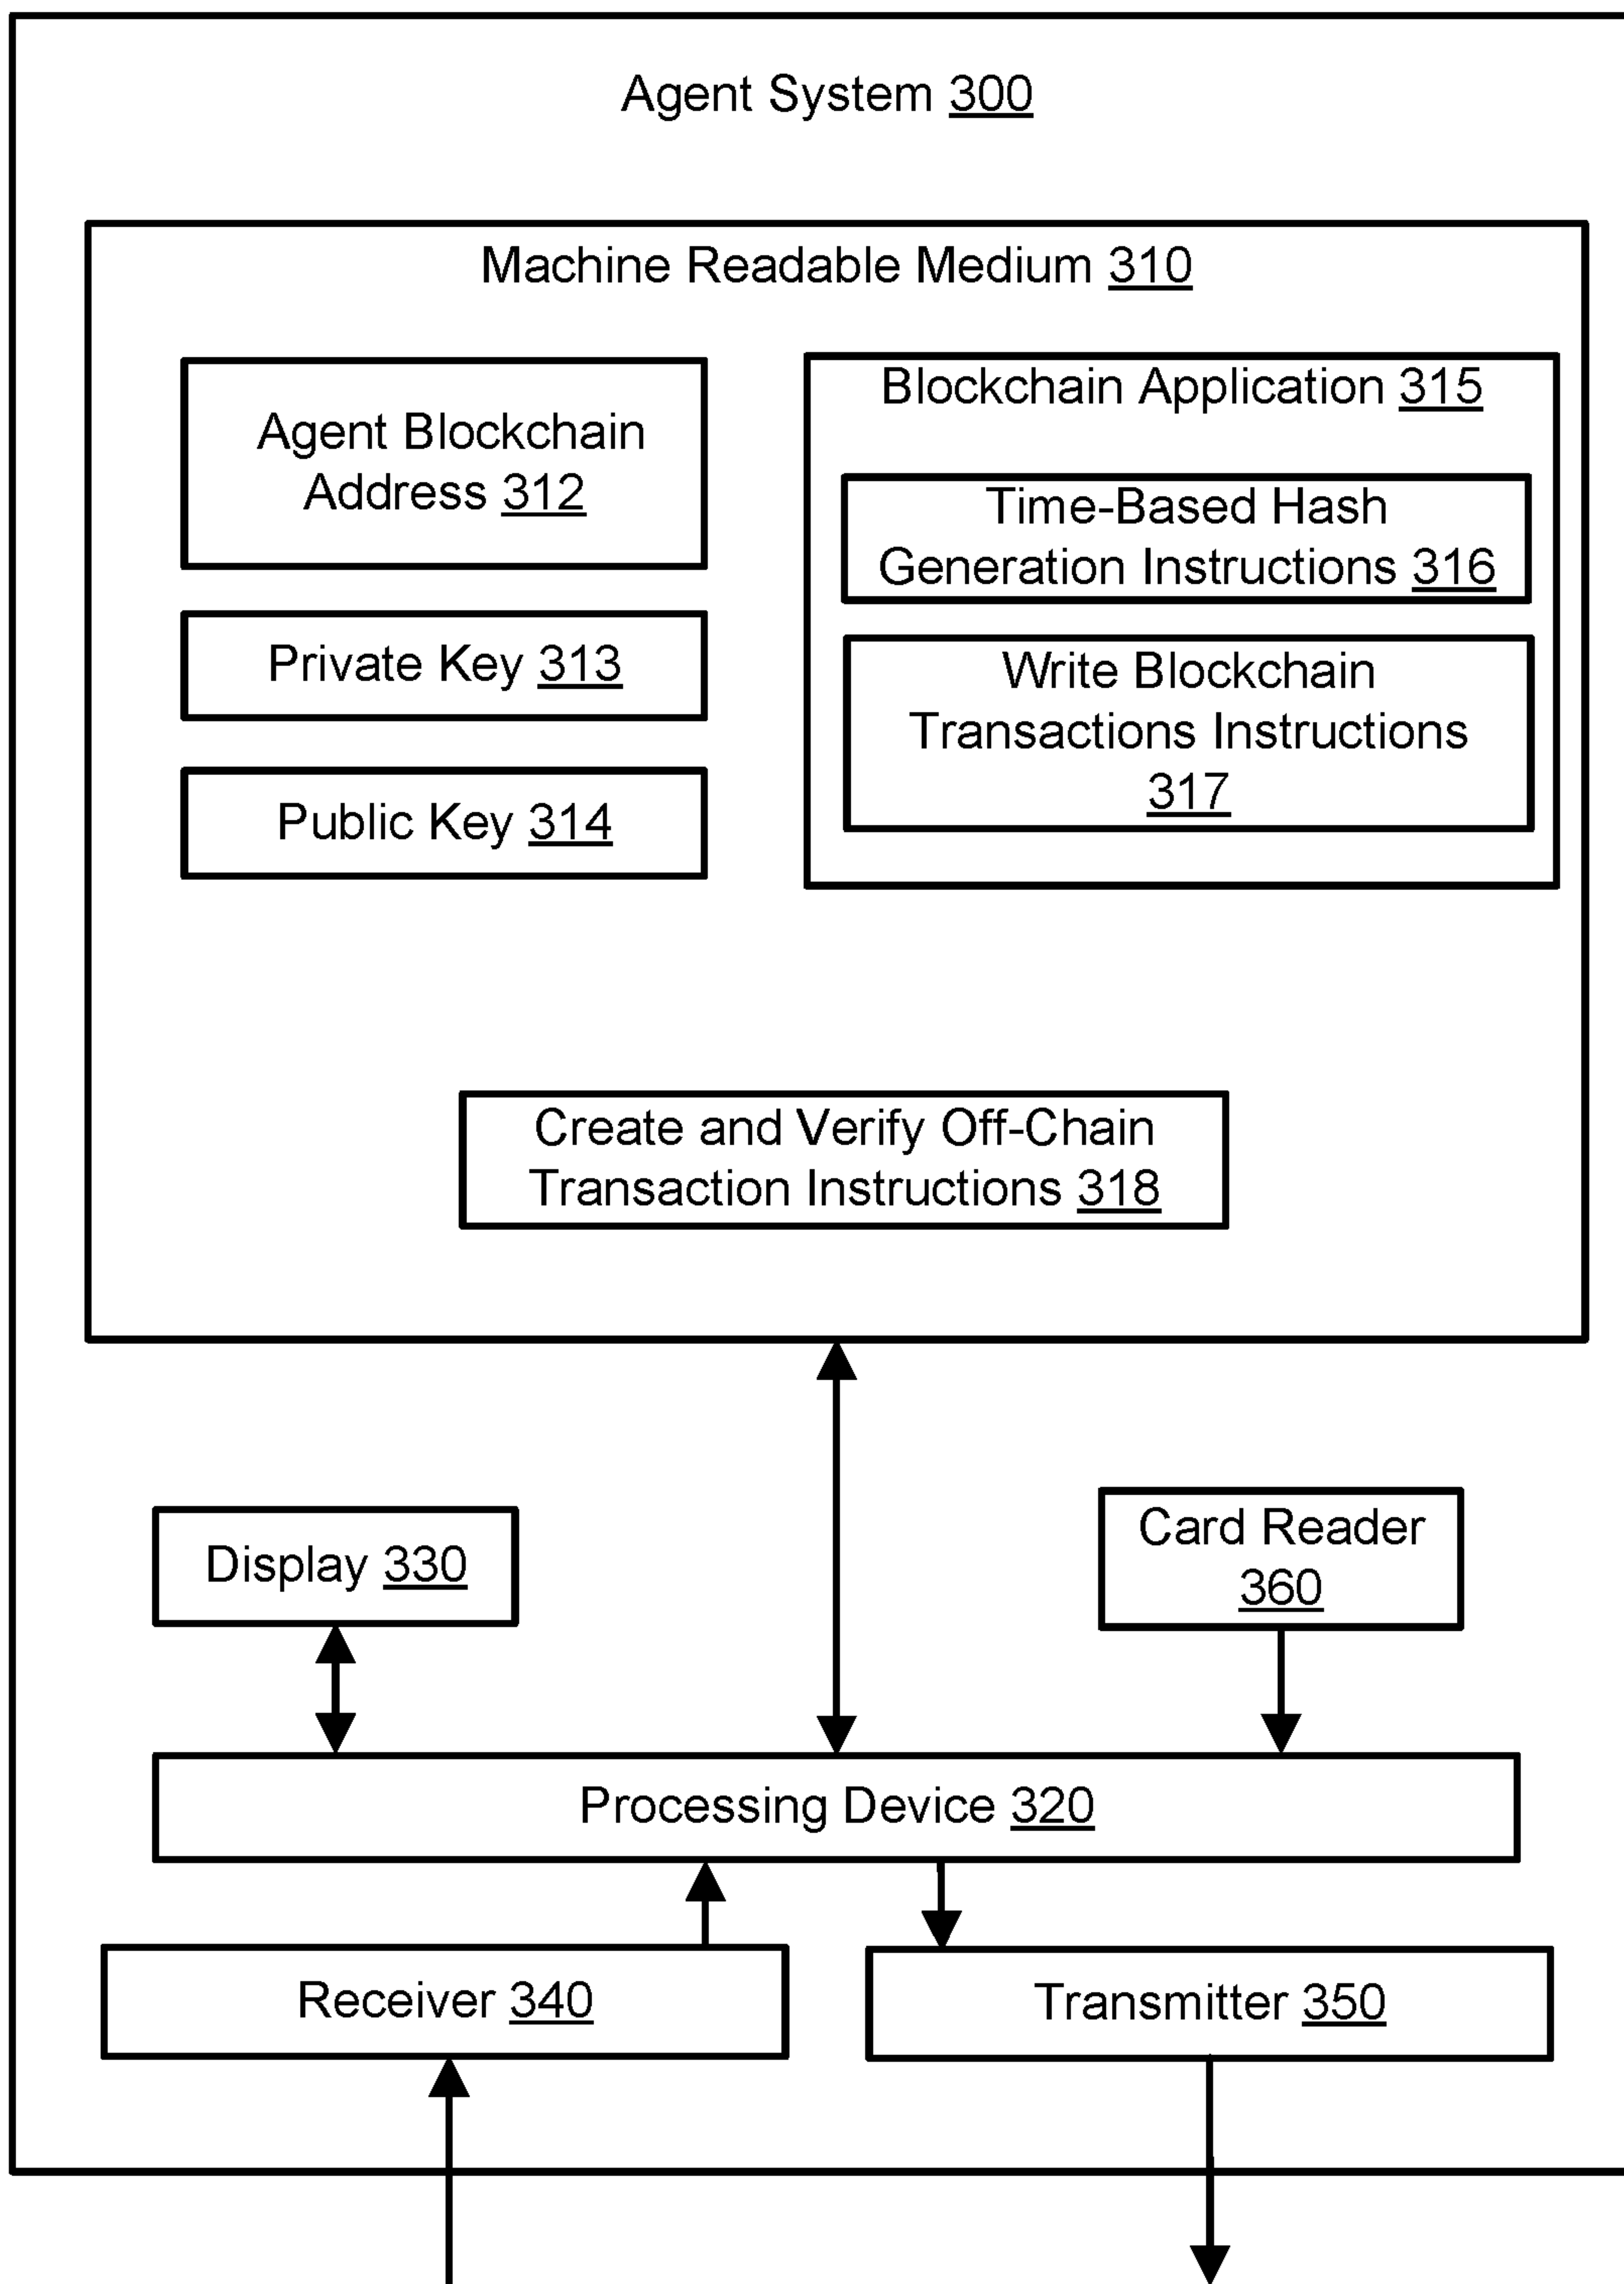 Agent System 300
Machine Readable Medium 310
Agent Blockchain
Address 312
Private Key 313
Public Key 314
Blockchain Application 315
Time-Based Hash
Generation Instructions 316
Write Blockchain
Transactions Instructions
317
Create and Verify Off-Chain
Transaction Instructions 318
Display 330
Card Reader
360
Processing Device 320
Receiver 340
Transmitter 350